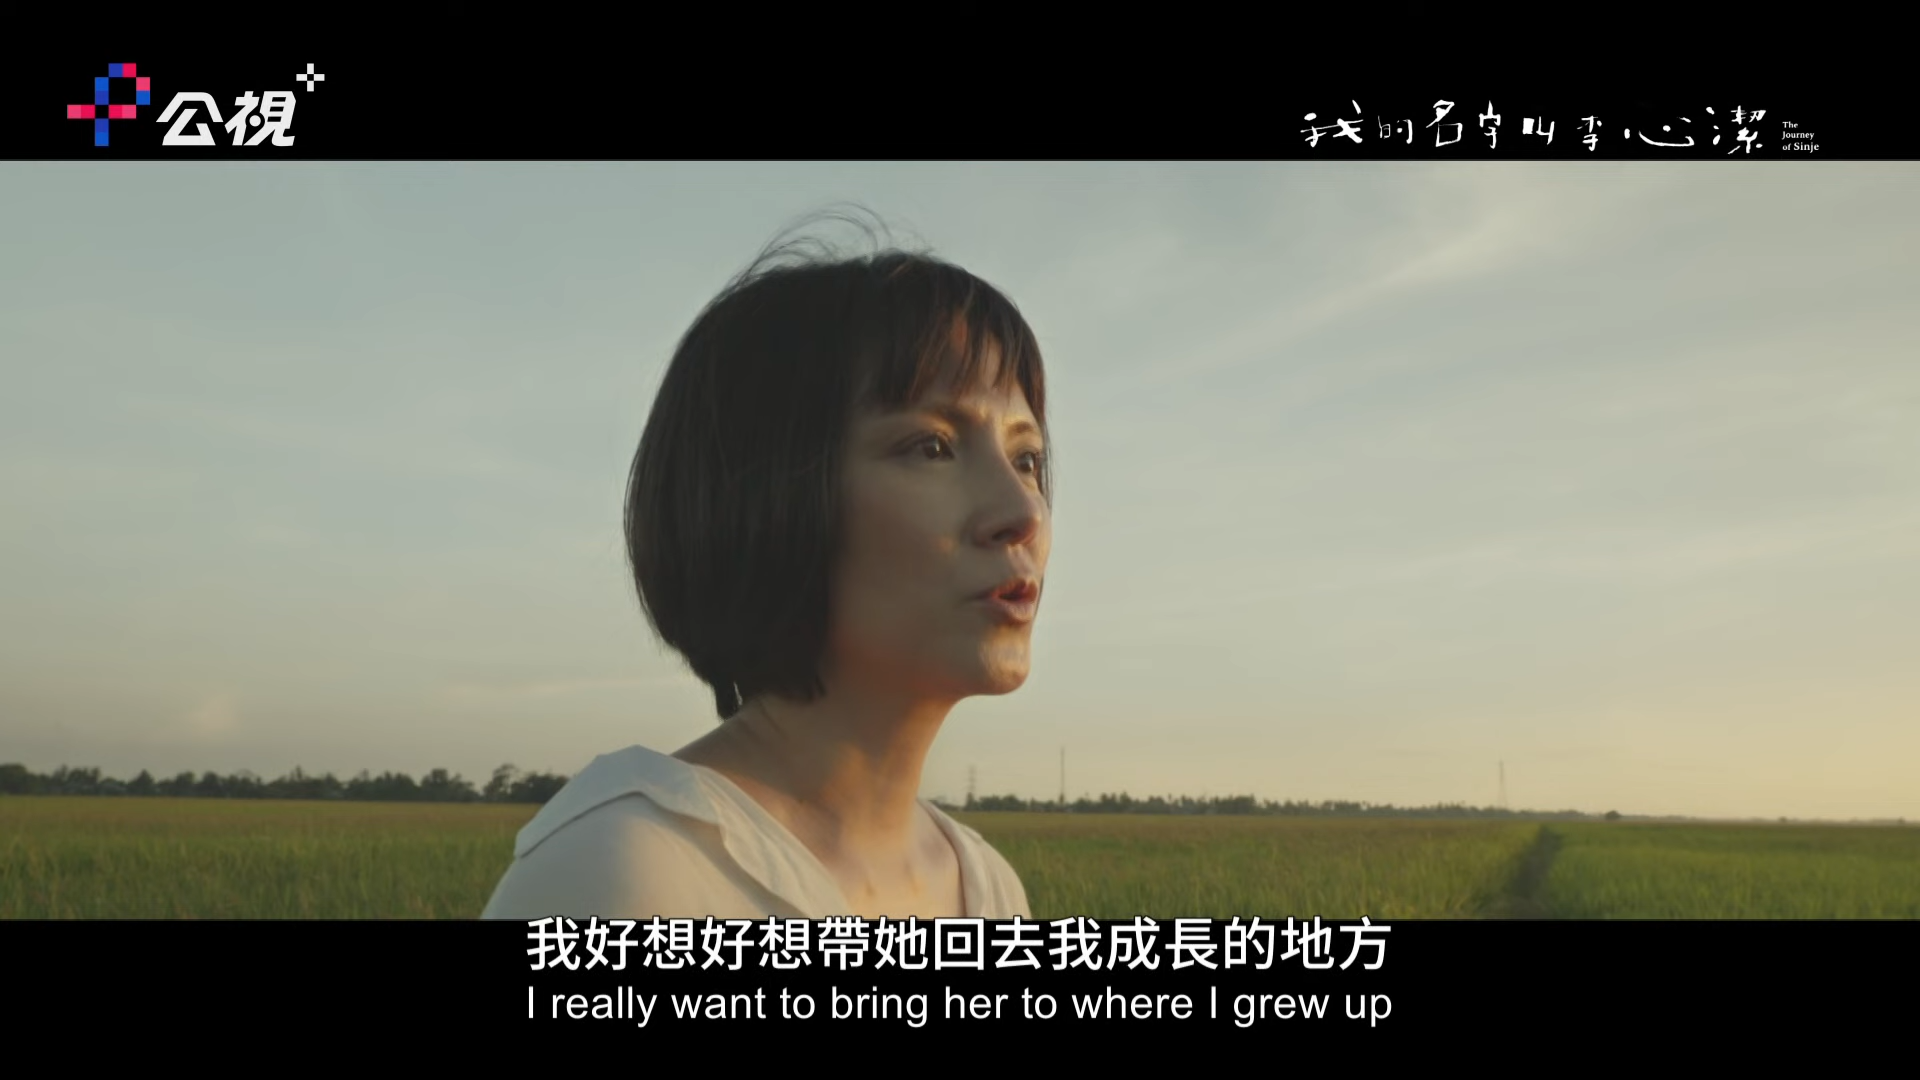 公視+
我的名字叫李心潔
The
Journey
of Sinje
我好想好想帶她回去我成長的地方
I really want to bring her to where I grew up